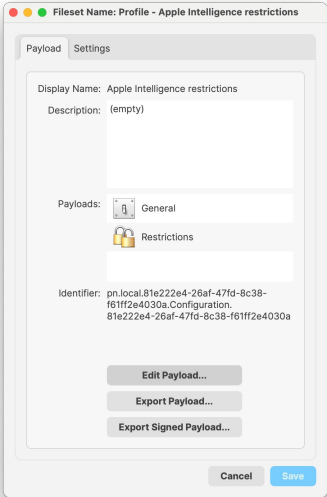 Fileset Name: Profile - Apple Intelligence restrictions
Payload Settings
Display Name: Apple Intelligence restrictions
Description: (empty)
Payloads: General
Restrictions
Identifier: pn.local.81e222e4-26af-47fd-8c38-
f61ff2e4030a.Configuration.
81e222e4-26af-47fd-8c38-f61ff2e4030a
Edit Payload...
Export Payload...
Export Signed Payload...
Cancel Save